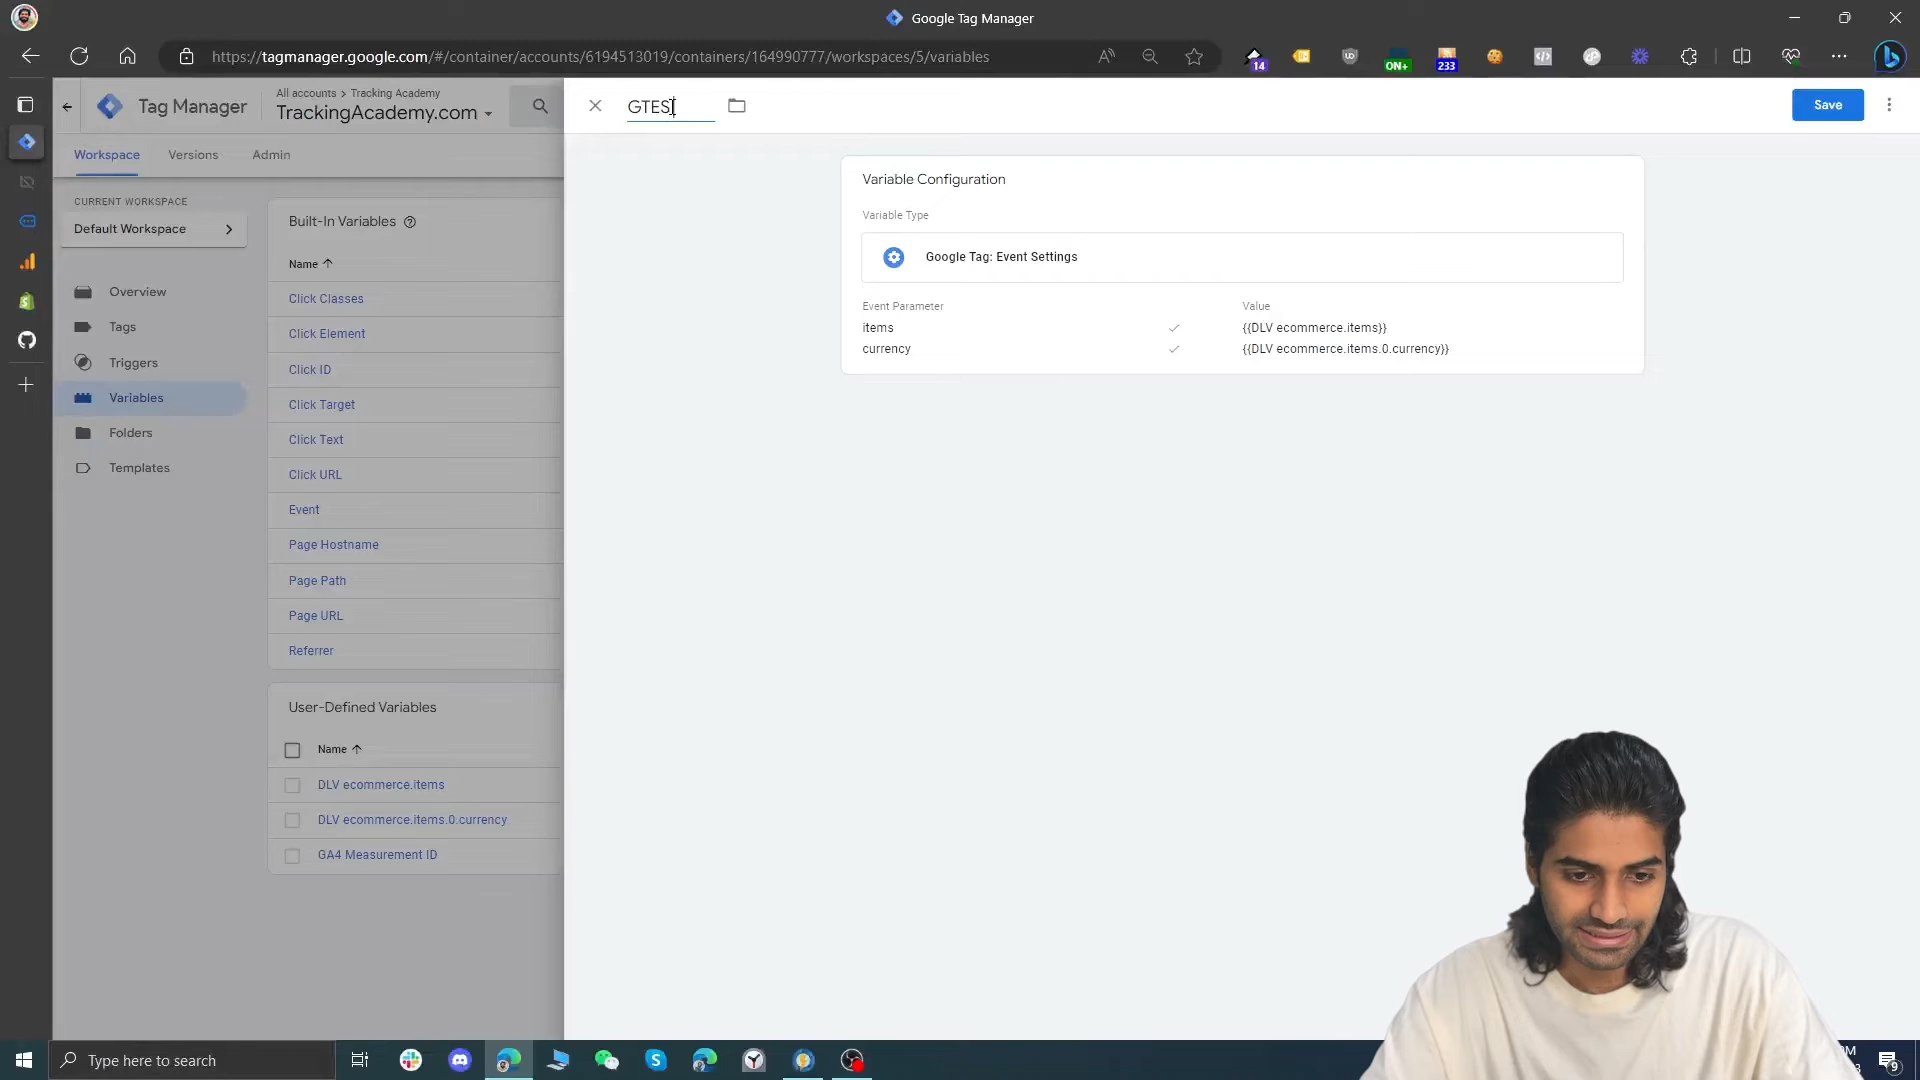 Google Tag Manager
https://tagmanager.google.com/#/container/accounts/6194513019/containers/164990777/workspaces/5/variables
14
ON+
233
Tag Manager
All accounts > Tracking Academy
TrackingAcademy.com
GTES
Save
Workspace
Versions
Admin
CURRENT WORKSPACE
Default Workspace
Overview
Tags
Triggers
Variables
Folders
Templates
Built-In Variables
Name
Click Classes
Click Element
Click ID
Click Target
Click Text
Click URL
Event
Page Hostname
Page Path
Page URL
Referrer
User-Defined Variables
Name
DLV ecommerce.items
DLV ecommerce.items.0.currency
GA4 Measurement ID
Variable Configuration
Variable Type
Google Tag: Event Settings
Event Parameter Value
items {{DLV ecommerce.items}}
currency {{DLV ecommerce.items.0.currency}}
Type here to search
9